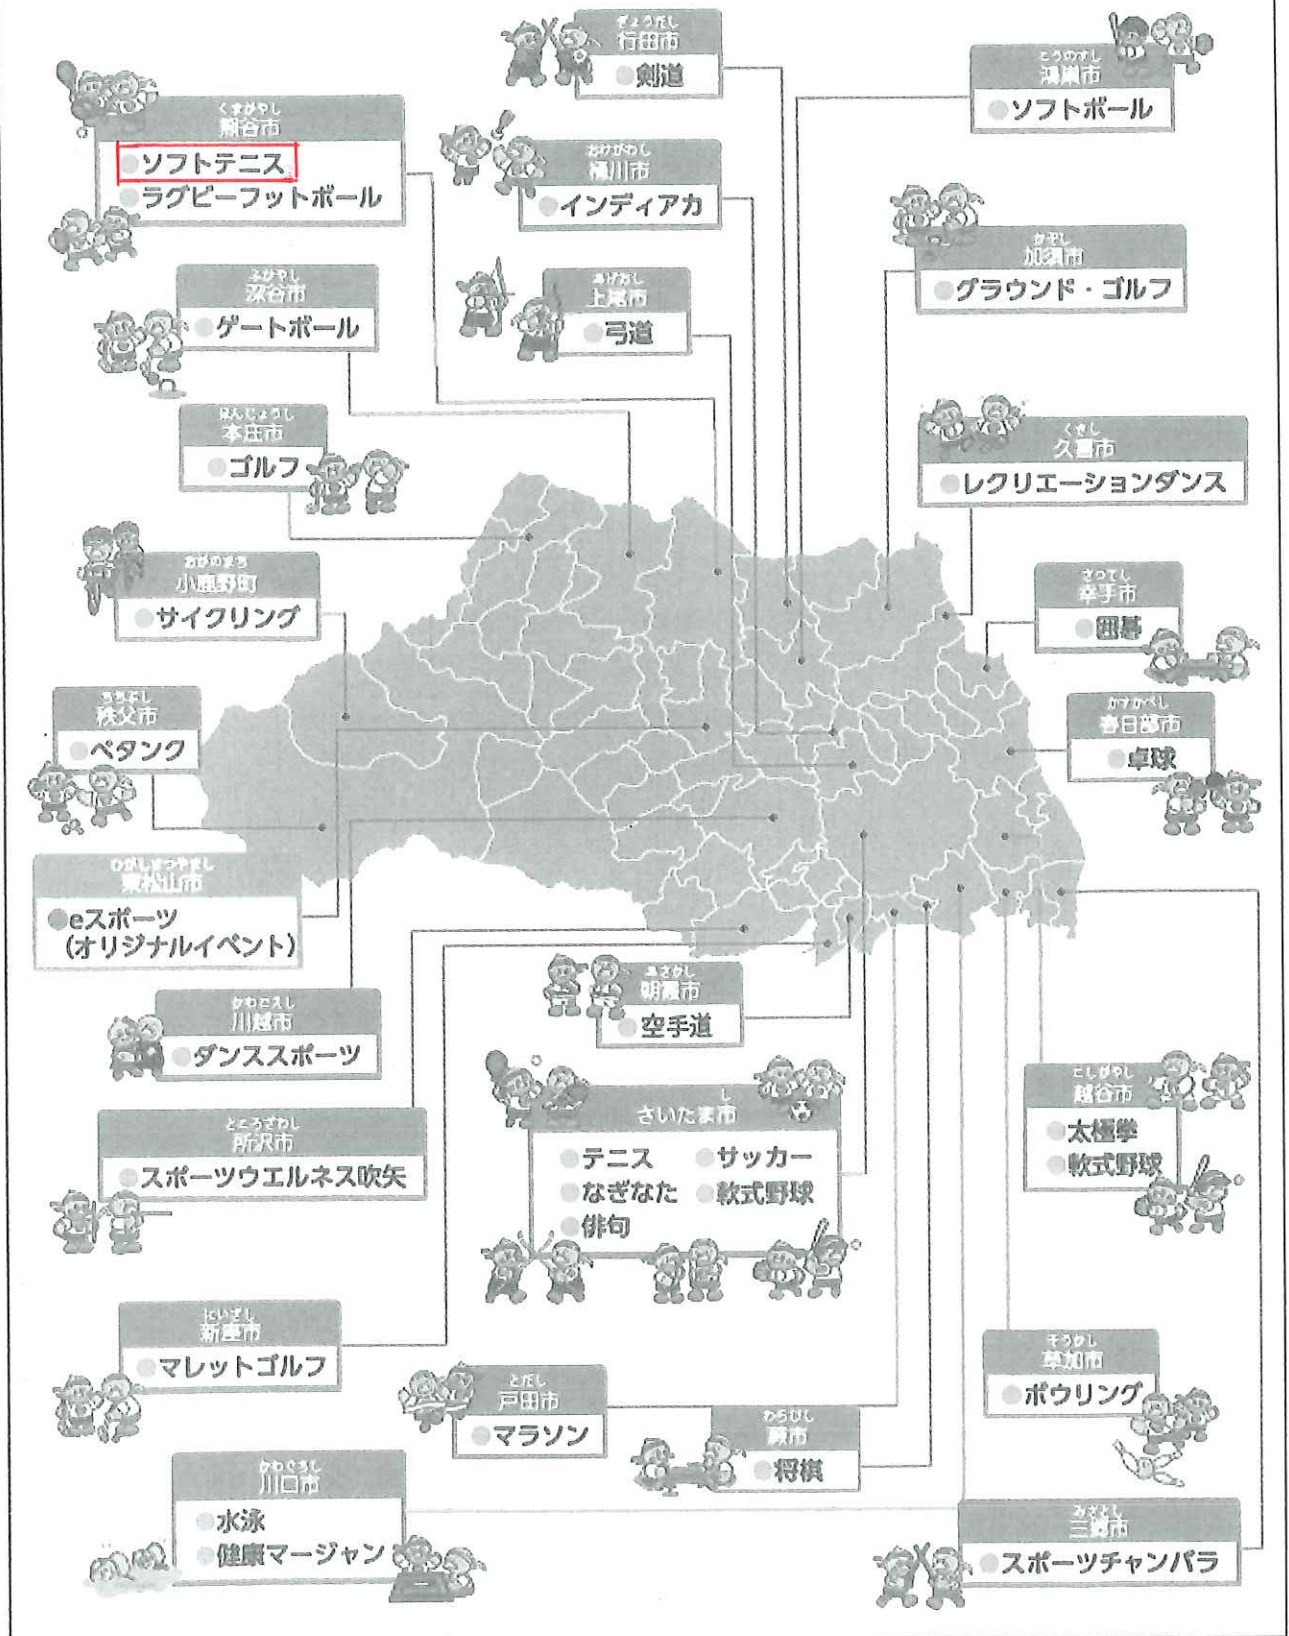 ぎょうだし
行田市
剣道
こうのすし
鴻巣市
ソフトボール
くまがやし
熊谷市
ソフトテニス
ラグビーフットボール
おけがわし
桶川市
インディアカ
かぞし
加須市
グラウンド・ゴルフ
ふかやし
深谷市
ゲートボール
あげおし
上尾市
弓道
ほんじょうし
本庄市
ゴルフ
くきし
久喜市
レクリエーションダンス
おがのまち
小鹿野町
サイクリング
さってし
幸手市
囲碁
ちちぶし
秩父市
ペタンク
かすかべし
春日部市
卓球
ひがしまつやまし
東松山市
eスポーツ
(オリジナルイベント)
あさかし
朝霞市
空手道
かわごえし
川越市
ダンススポーツ
ところざわし
所沢市
スポーツウエルネス吹矢
し
さいたま市
テニス サッカー
なぎなた 軟式野球
俳句
こしがやし
越谷市
太極拳
軟式野球
にいざし
新座市
マレットゴルフ
とだし
戸田市
マラソン
わらびし
蕨市
将棋
そうかし
草加市
ボウリング
かわぐちし
川口市
水泳
健康マージャン
みさとし
三郷市
スポーツチャンバラ